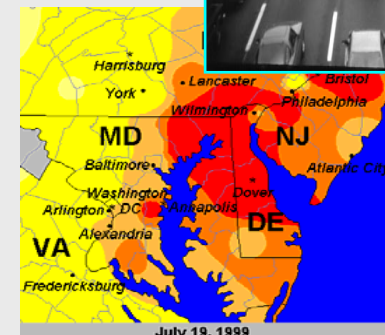 Harrisburg
Lancaster
Bristol
York
Philadelphia
Wilmington
MD
NJ
Baltimore
Atlantic City
Washington
Dover
Arlington
DC
Annapolis
DE
Alexandria
VA
Fredericksburg
July 19, 1999